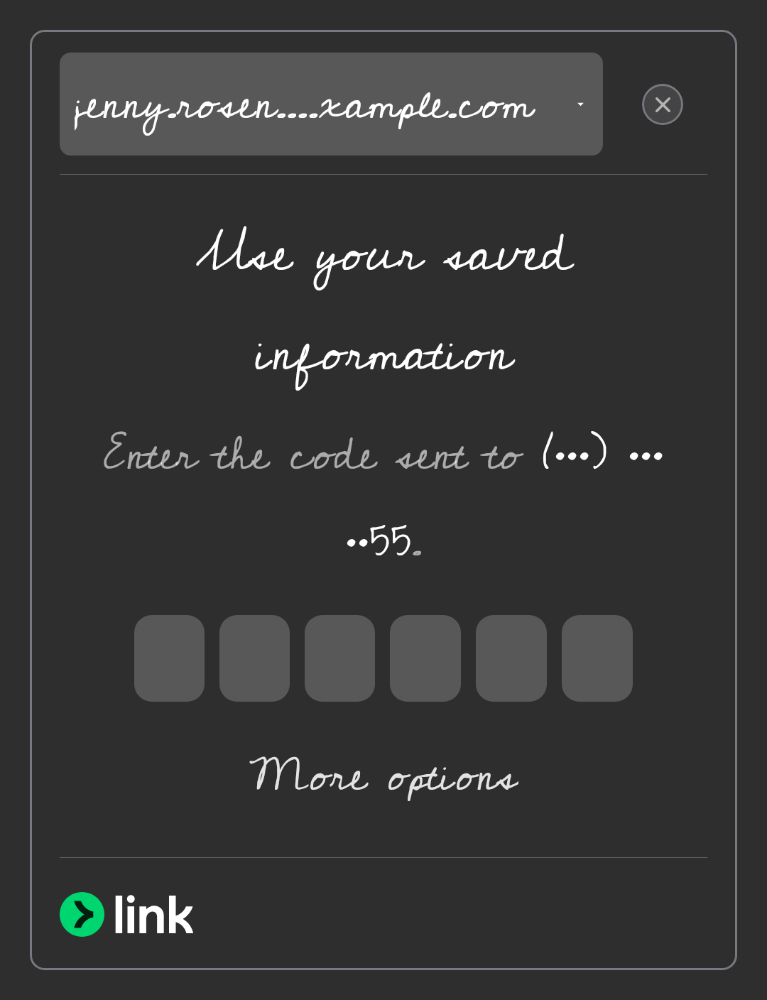 jenny.rosen....xample.com
Use your saved
information
Enter the code sent to (•••) •••
••55.
More options
link